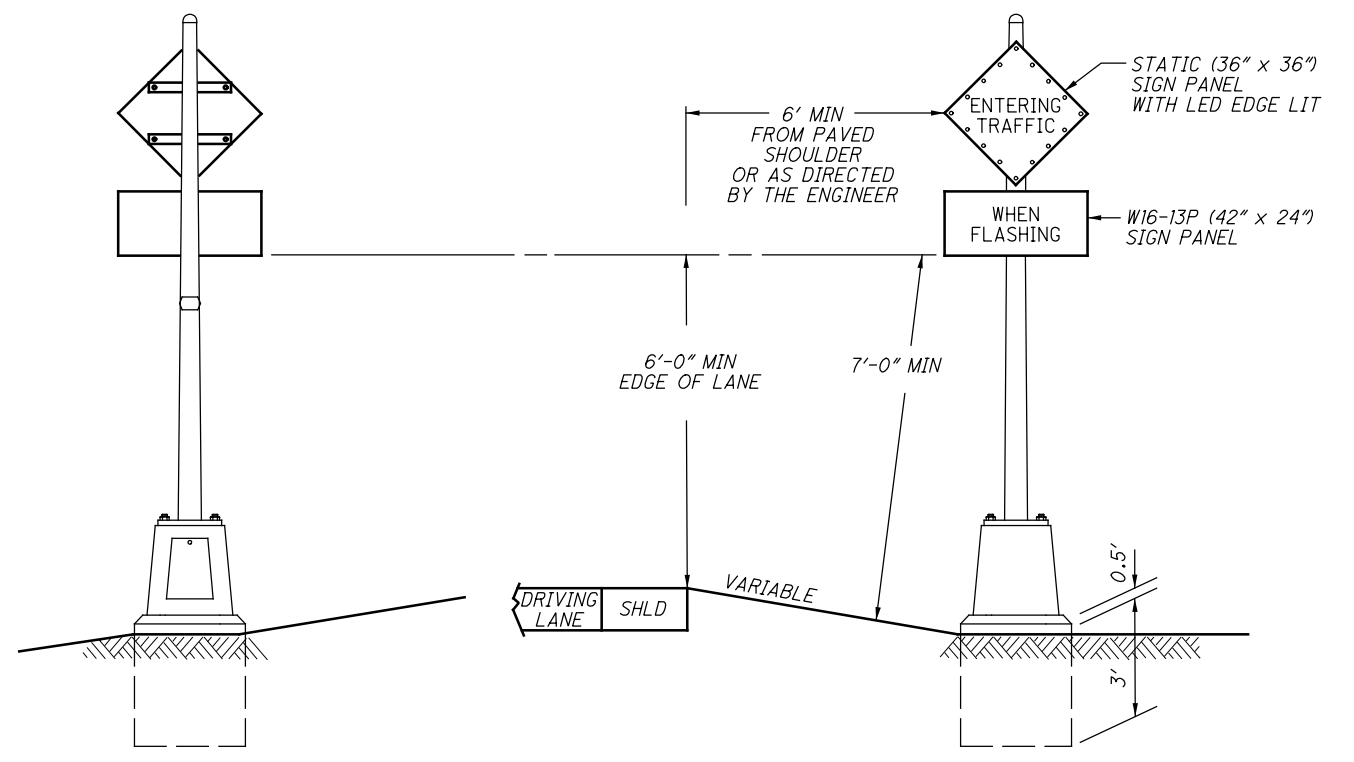 STATIC (36" x 36")
SIGN PANEL
WITH LED EDGE LIT
ENTERING
TRAFFIC
6' MIN
FROM PAVED
SHOULDER
OR AS DIRECTED
BY THE ENGINEER
WHEN
FLASHING
W16-13P (42" x 24")
SIGN PANEL
6'-0" MIN
EDGE OF LANE
7'-0" MIN
0.5'
VARIABLE
DRIVING
LANE
SHLD
3'